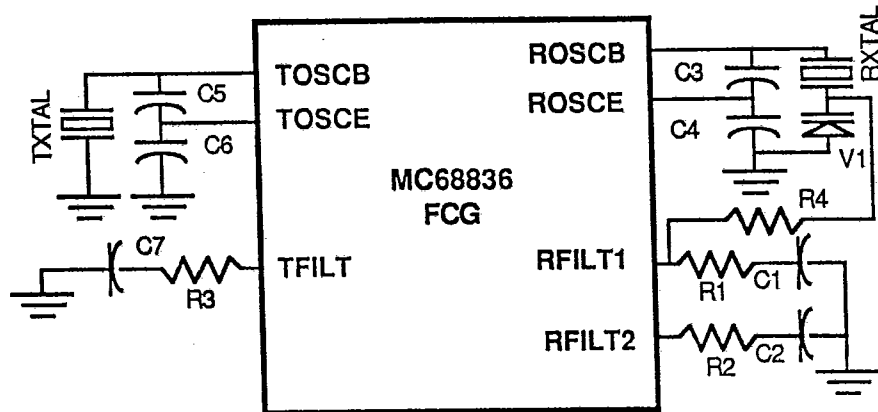 TXTAL
C5
C6
C7
R3
TOSCB
TOSCE
TFILT
MC68836
FCG
ROSCB
ROSCE
RFILT1
RFILT2
C3
C4
RXTAL
V1
R4
R1
C1
R2
C2